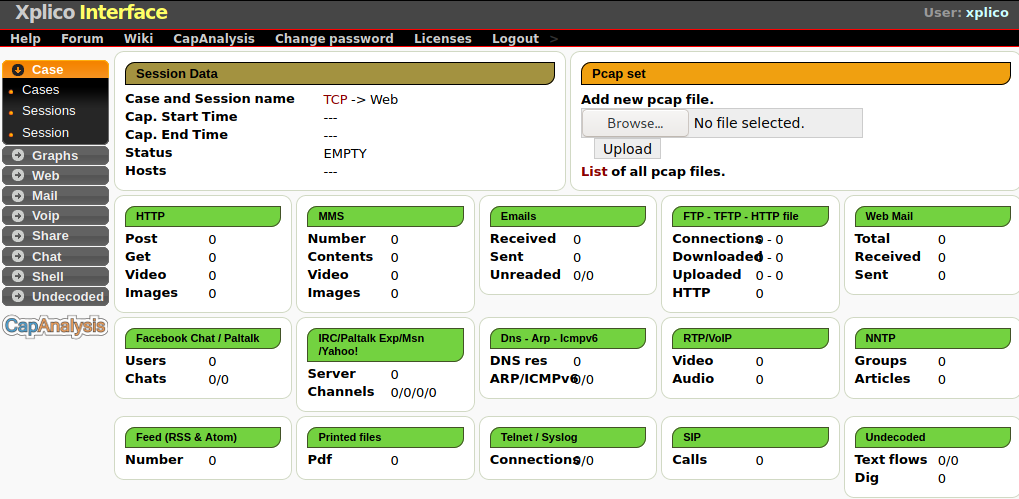 Xplico Interface
User: xplico
Help Forum Wiki CapAnalysis Change password Licenses Logout >
Case
Cases
Sessions
Session
Graphs
Web
Mail
Voip
Share
Chat
Shell
Undecoded
CapAnalysis
Session Data
Case and Session name TCP -> Web
Cap. Start Time ---
Cap. End Time ---
Status EMPTY
Hosts ---
Pcap set
Add new pcap file.
Browse... No file selected.
Upload
List of all pcap files.
HTTP
Post 0
Get 0
Video 0
Images 0
MMS
Number 0
Contents 0
Video 0
Images 0
Emails
Received 0
Sent 0
Unreaded 0/0
FTP - TFTP - HTTP file
Connections 0 - 0
Downloaded 0 - 0
Uploaded 0 - 0
HTTP 0
Web Mail
Total 0
Received 0
Sent 0
Facebook Chat / Paltalk
Users 0
Chats 0/0
IRC/Paltalk Exp/Msn
/Yahoo!
Server 0
Channels 0/0/0/0
Dns - Arp - Icmpv6
DNS res 0
ARP/ICMPv6 0/0
RTP/VoIP
Video 0
Audio 0
NNTP
Groups 0
Articles 0
Feed (RSS & Atom)
Number 0
Printed files
Pdf 0
Telnet / Syslog
Connections 0/0
SIP
Calls 0
Undecoded
Text flows 0/0
Dig 0